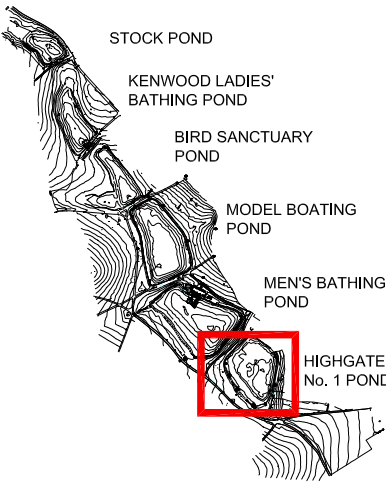 STOCK POND
KENWOOD LADIES'
BATHING POND
BIRD SANCTUARY
POND
MODEL BOATING
POND
MEN'S BATHING
POND
HIGHGATE
No. 1 POND